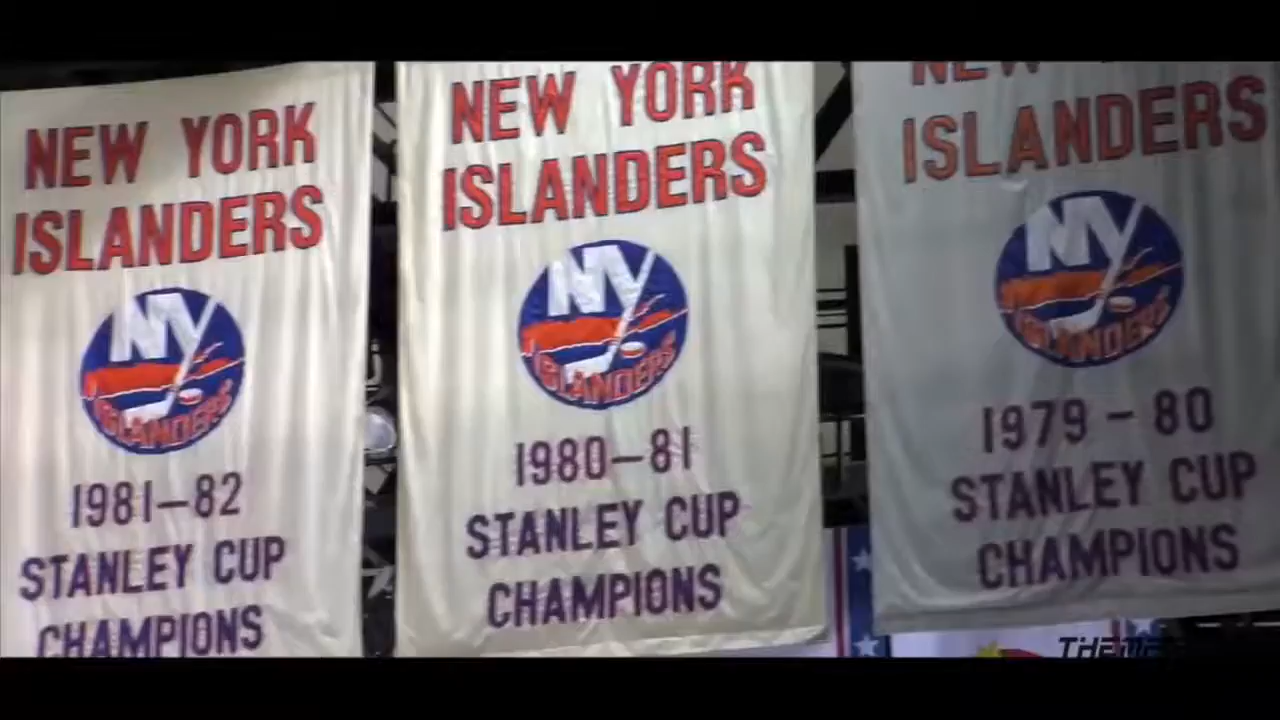 NEW YORK
ISLANDERS
NY
ISLANDERS
1981-82
STANLEY CUP
CHAMPIONS
NEW YORK
ISLANDERS
NY
ISLANDERS
1980-81
STANLEY CUP
CHAMPIONS
NEW
ISLANDERS
NY
ISLANDERS
1979-80
STANLEY CUP
CHAMPIONS